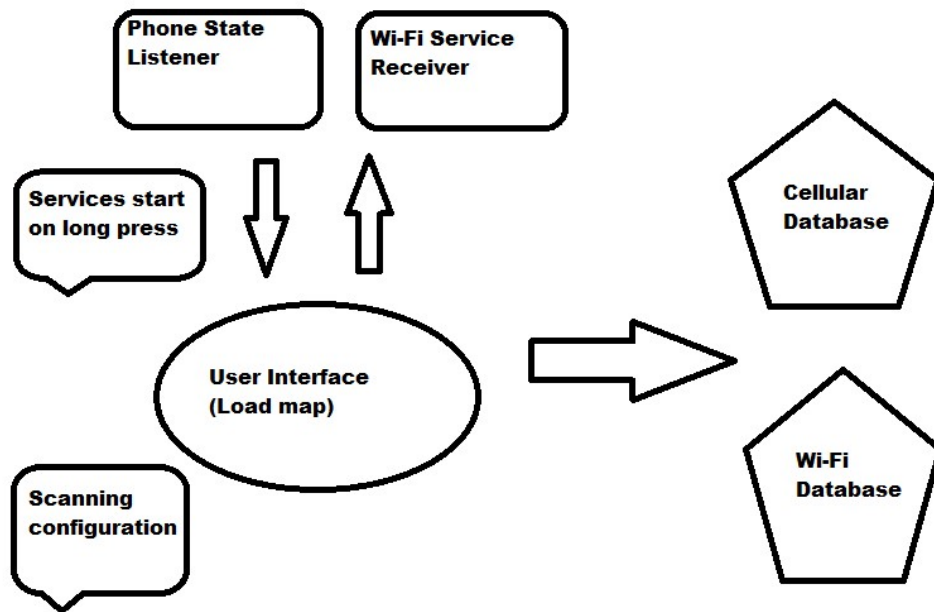 Phone State
Listener
Wi-Fi Service
Receiver
Services start
on long press
Cellular
Database
User Interface
(Load map)
Wi-Fi
Database
Scanning
configuration